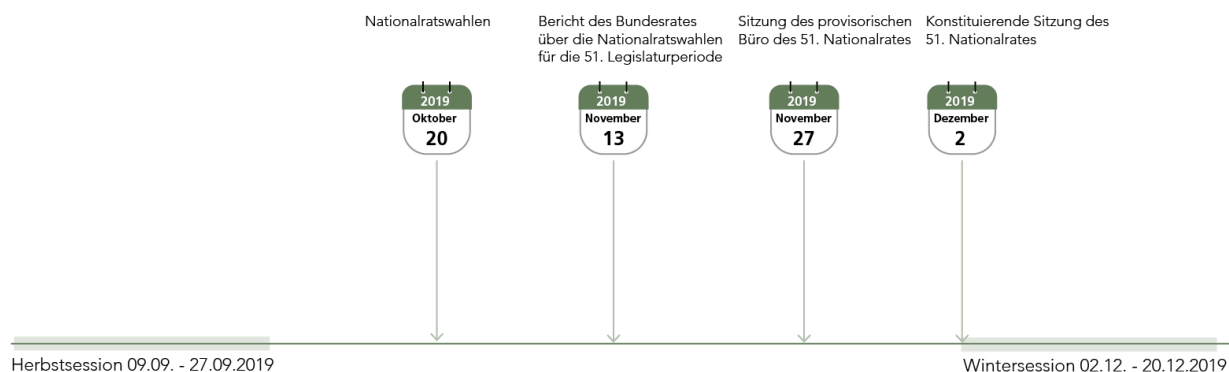 Nationalratswahlen
Bericht des Bundesrates
über die Nationalratswahlen
für die 51. Legislaturperiode
Sitzung des provisorischen
Büro des 51. Nationalrates
Konstituierende Sitzung des
51. Nationalrates
2019
Oktober
20
2019
November
13
2019
November
27
2019
Dezember
2
Herbstsession 09.09. - 27.09.2019
Wintersession 02.12. - 20.12.2019